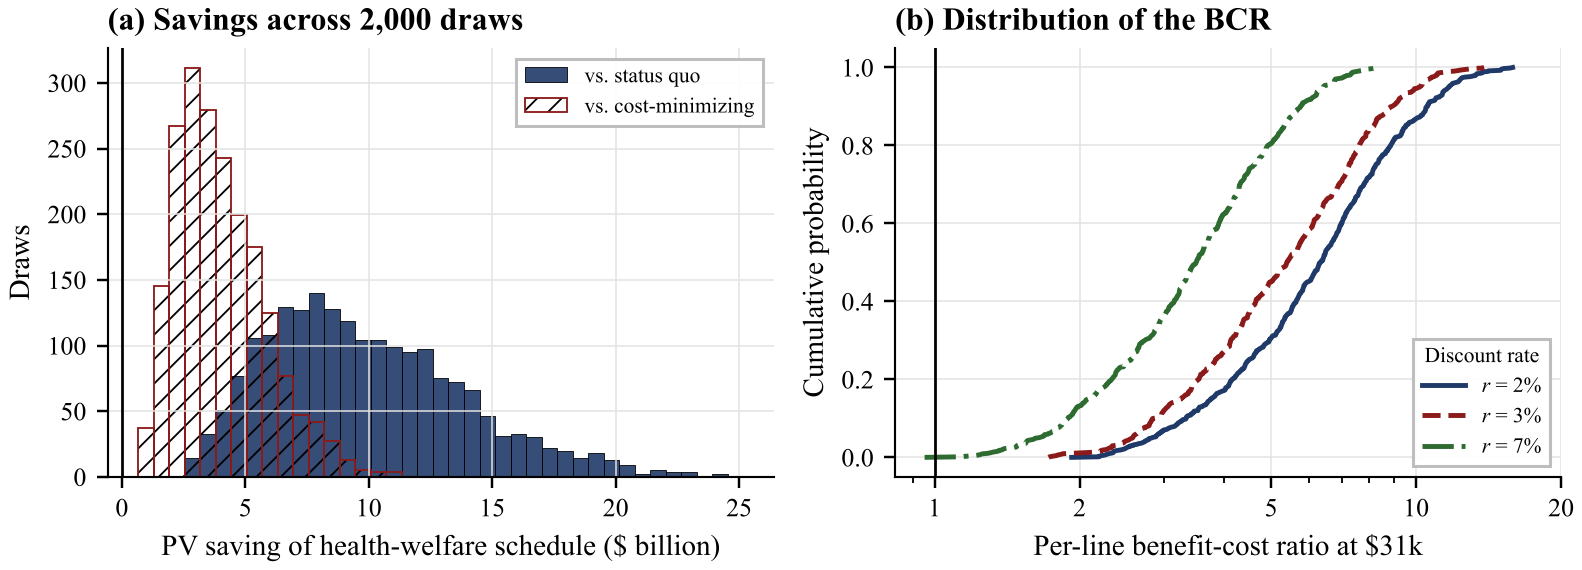 (a) Savings across 2,000 draws
300
250
200
150
100
50
0
Draws
vs. status quo
vs. cost-minimizing
0 5 10 15 20 25
PV saving of health-welfare schedule ($ billion)
(b) Distribution of the BCR
1.0
0.8
0.6
0.4
0.2
0.0
Cumulative probability
Discount rate
r = 2%
r = 3%
r = 7%
1 2 5 10 20
Per-line benefit-cost ratio at $31k